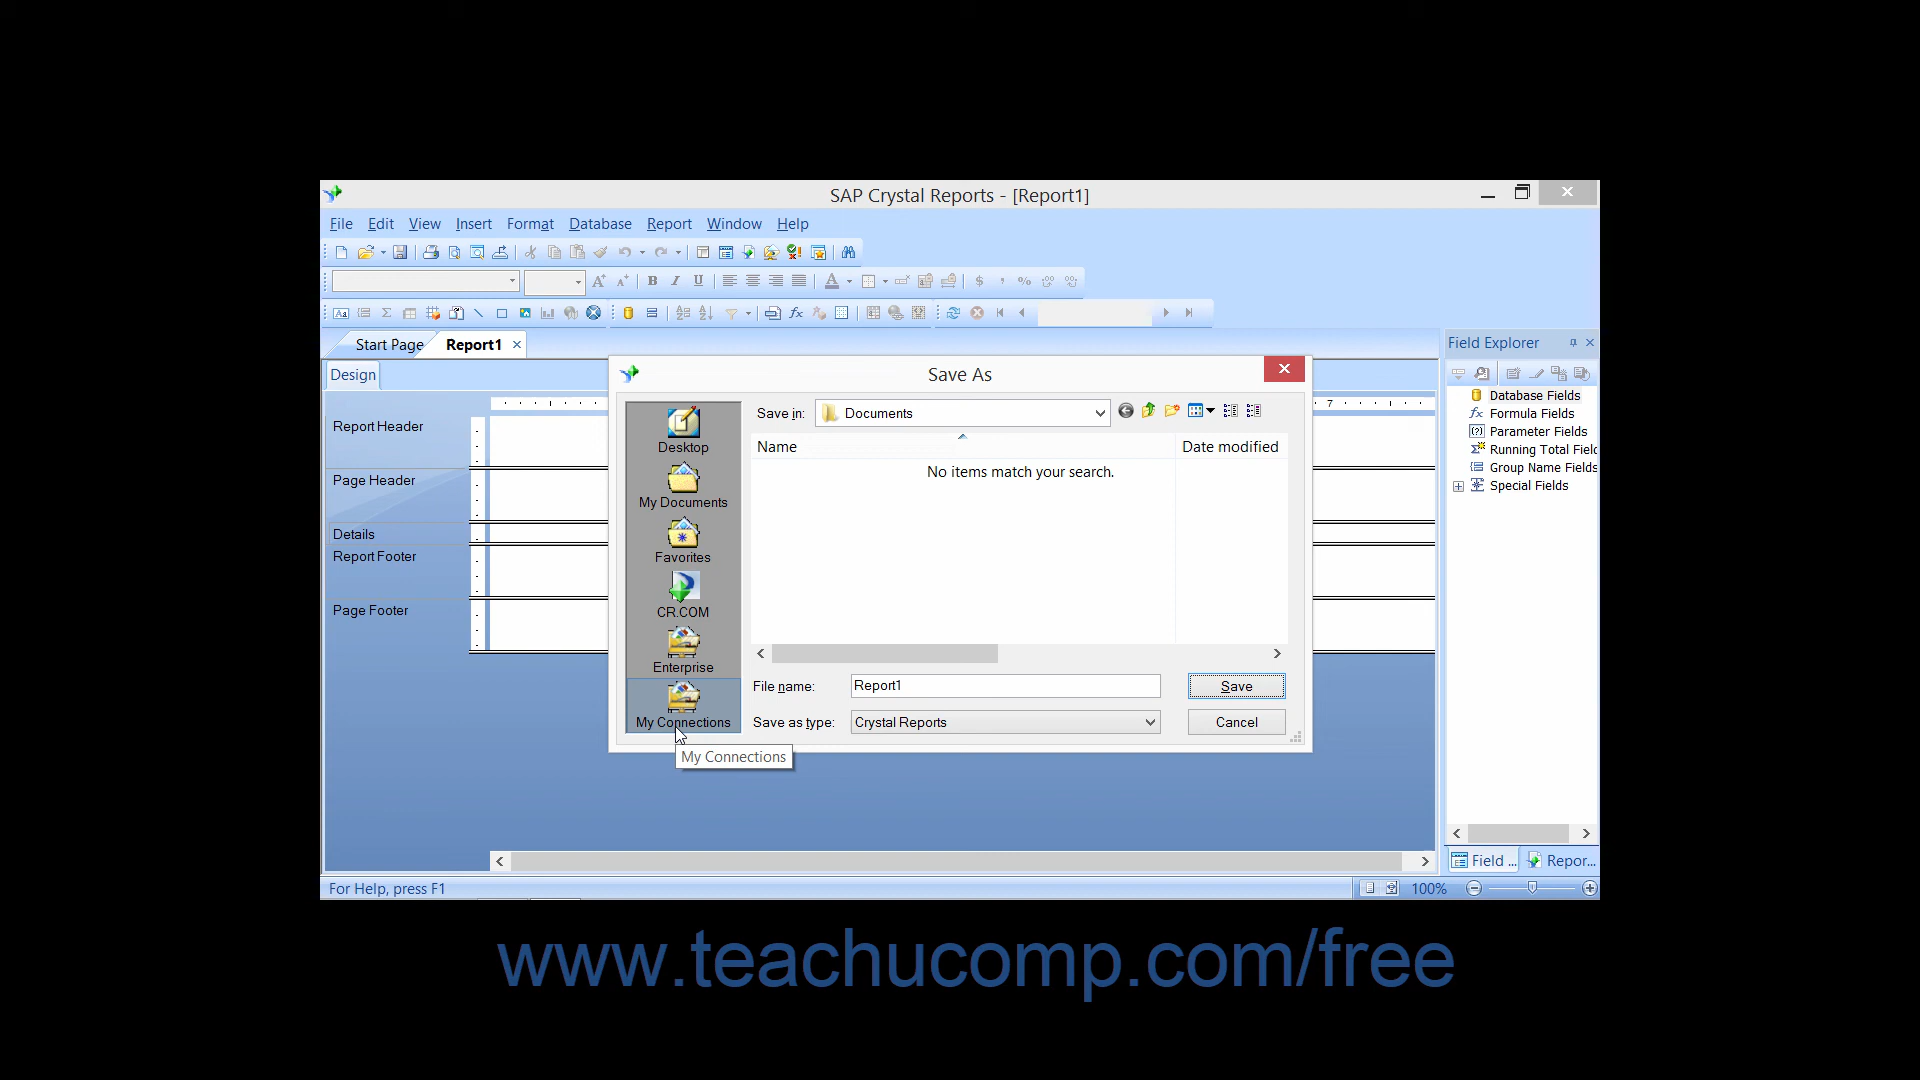 SAP Crystal Reports - [Report1]
File Edit View Insert Format Database Report Window Help
Start Page Report1
Design
Report Header
Page Header
Details
Report Footer
Page Footer
Save As
Save in: Documents
Desktop
My Documents
Favorites
CR.COM
Enterprise
My Connections
Name Date modified
No items match your search.
File name: Report1
Save
Save as type: Crystal Reports
Cancel
My Connections
7
Field Explorer
Database Fields
Formula Fields
Parameter Fields
Running Total Field
Group Name Fields
Special Fields
Field ... Repor...
For Help, press F1
100%
www.teachucomp.com/free